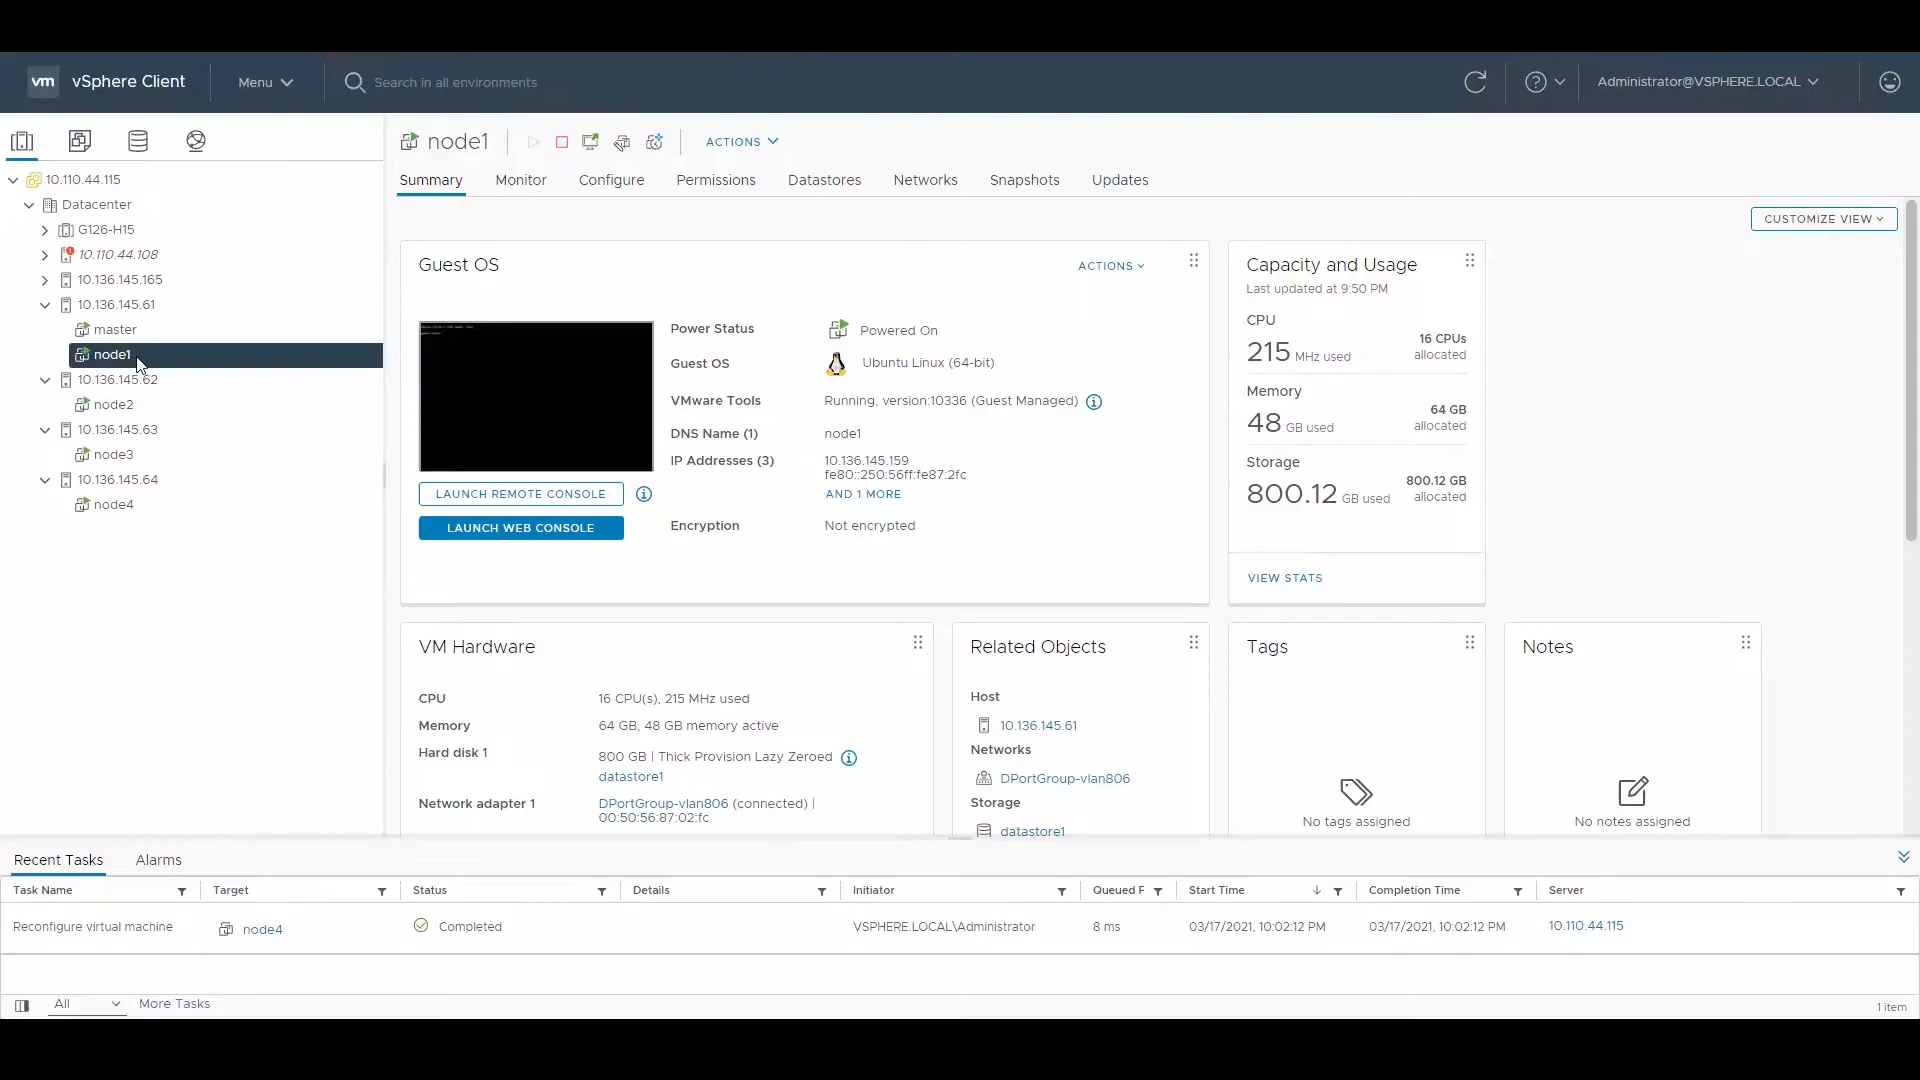 vm vSphere Client Menu Search in all environments Administrator@VSPHERE.LOCAL
10.110.44.115
Datacenter
G126-H15
10.110.44.108
10.136.145.165
10.136.145.61
master
node1
10.136.145.62
node2
10.136.145.63
node3
10.136.145.64
node4
node1 ACTIONS
Summary Monitor Configure Permissions Datastores Networks Snapshots Updates
CUSTOMIZE VIEW
Guest OS ACTIONS
Power Status Powered On
Guest OS Ubuntu Linux (64-bit)
VMware Tools Running, version:10336 (Guest Managed)
DNS Name (1) node1
IP Addresses (3) 10.136.145.159
fe80::250:56ff:fe87:2fc
AND 1 MORE
Encryption Not encrypted
LAUNCH REMOTE CONSOLE
LAUNCH WEB CONSOLE
Capacity and Usage
Last updated at 9:50 PM
CPU
215 MHz used 16 CPUs
allocated
Memory
48 GB used 64 GB
allocated
Storage
800.12 GB used 800.12 GB
allocated
VIEW STATS
VM Hardware
CPU 16 CPU(s), 215 MHz used
Memory 64 GB, 48 GB memory active
Hard disk 1 800 GB | Thick Provision Lazy Zeroed
datastore1
Network adapter 1 DPortGroup-vlan806 (connected) |
00:50:56:87:02:fc
Related Objects
Host
10.136.145.61
Networks
DPortGroup-vlan806
Storage
datastore1
Tags
No tags assigned
Notes
No notes assigned
Recent Tasks Alarms
Task Name Target Status Details Initiator Queued F Start Time Completion Time Server
Reconfigure virtual machine node4 Completed VSPHERE.LOCAL\Administrator 8 ms 03/17/2021, 10:02:12 PM 03/17/2021, 10:02:12 PM 10.110.44.115
All More Tasks 1 item